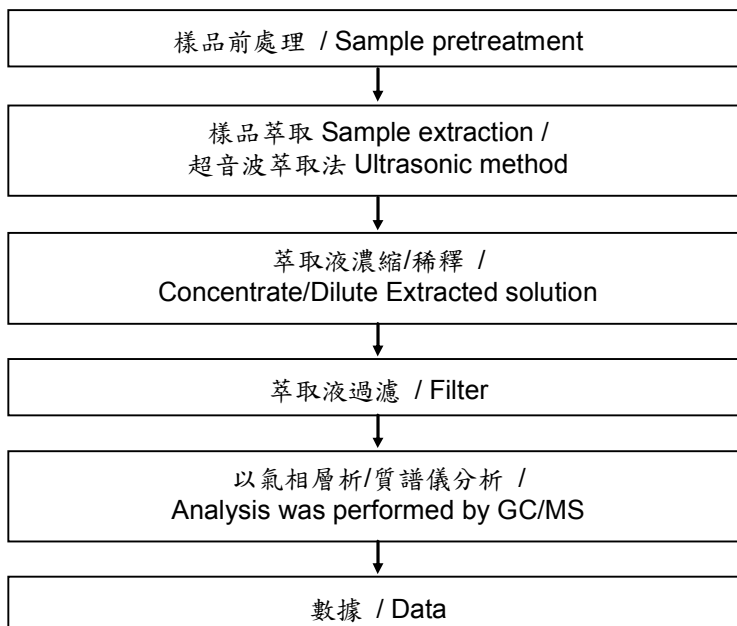 樣品前處理 / Sample pretreatment
樣品萃取 Sample extraction /
超音波萃取法 Ultrasonic method
萃取液濃縮/稀釋 /
Concentrate/Dilute Extracted solution
萃取液過濾 / Filter
以氣相層析/質譜儀分析 /
Analysis was performed by GC/MS
數據 / Data